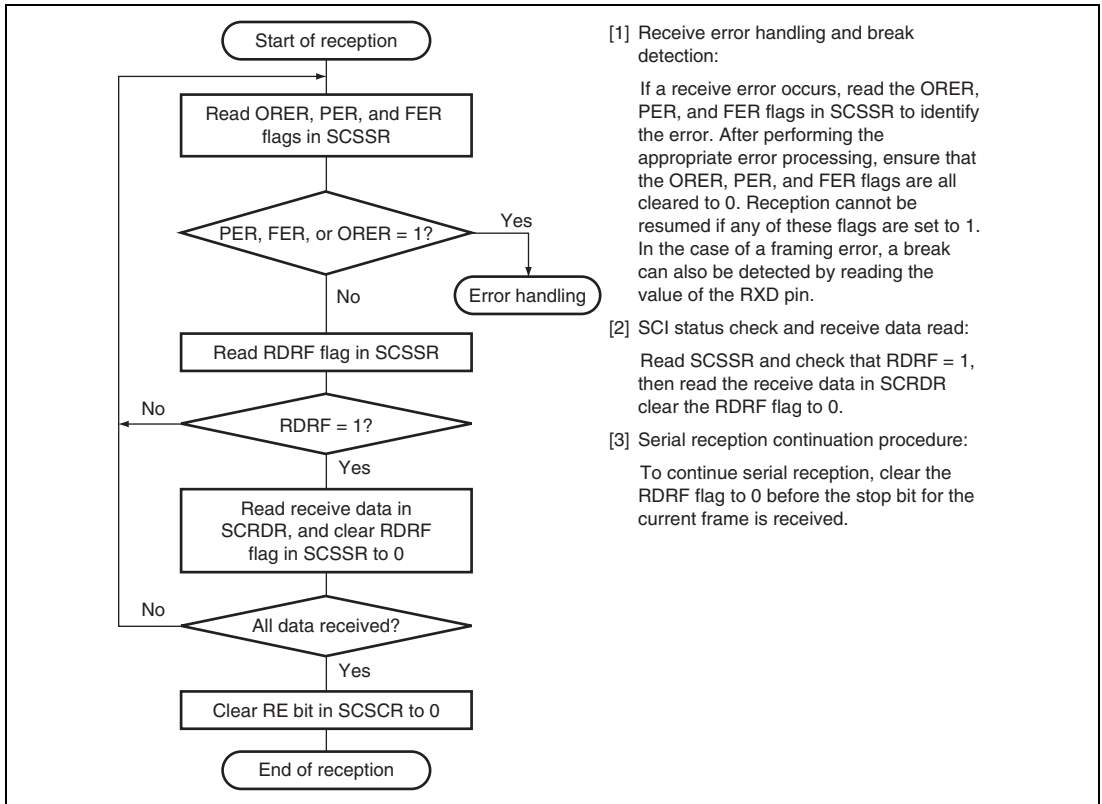 Start of reception
Read ORER, PER, and FER
flags in SCSSR
PER, FER, or ORER = 1?
Yes
Error handling
No
Read RDRF flag in SCSSR
No
RDRF = 1?
Yes
Read receive data in
SCRDR, and clear RDRF
flag in SCSSR to 0
No
All data received?
Yes
Clear RE bit in SCSCR to 0
End of reception
[1] Receive error handling and break
detection:
If a receive error occurs, read the ORER,
PER, and FER flags in SCSSR to identify
the error. After performing the
appropriate error processing, ensure that
the ORER, PER, and FER flags are all
cleared to 0. Reception cannot be
resumed if any of these flags are set to 1.
In the case of a framing error, a break
can also be detected by reading the
value of the RXD pin.
[2] SCI status check and receive data read:
Read SCSSR and check that RDRF = 1,
then read the receive data in SCRDR
clear the RDRF flag to 0.
[3] Serial reception continuation procedure:
To continue serial reception, clear the
RDRF flag to 0 before the stop bit for the
current frame is received.